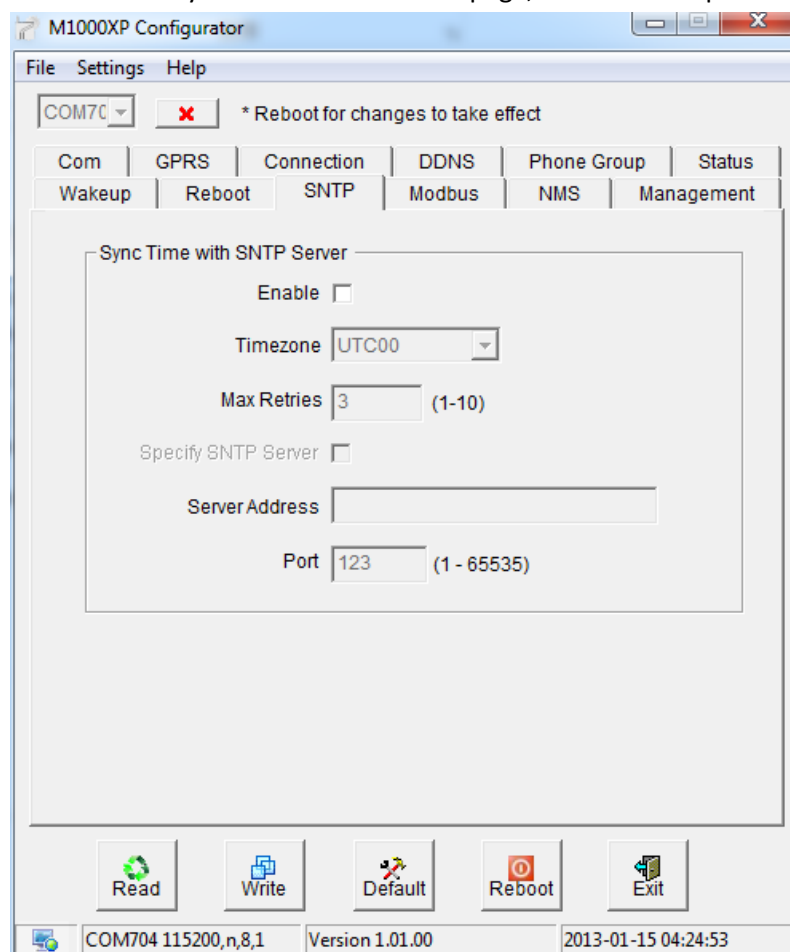 M1000XP Configurator
File Settings Help
COM70 * Reboot for changes to take effect
Com GPRS Connection DDNS Phone Group Status
Wakeup Reboot SNTP Modbus NMS Management
Sync Time with SNTP Server
Enable
Timezone UTC00
Max Retries 3 (1-10)
Specify SNTP Server
Server Address
Port 123 (1 - 65535)
Read Write Default Reboot Exit
COM704 115200,n,8,1 Version 1.01.00 2013-01-15 04:24:53